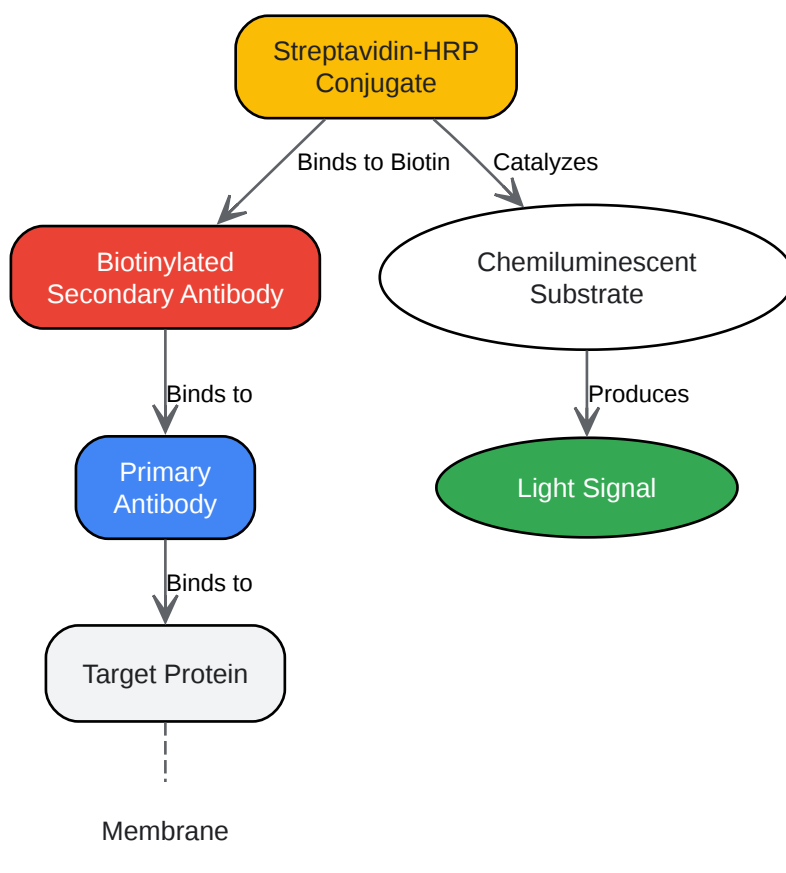 Streptavidin-HRP
Conjugate
Binds to Biotin
Catalyzes
Biotinylated
Secondary Antibody
Chemiluminescent
Substrate
Binds to
Produces
Primary
Antibody
Light Signal
Binds to
Target Protein
Membrane